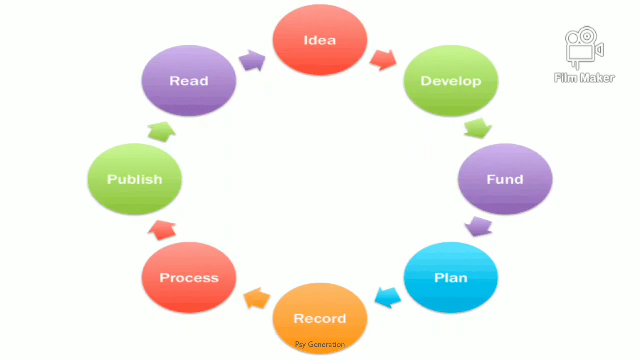 Idea
Develop
Fund
Plan
Record
Process
Publish
Read
Film Maker
Psy Generation